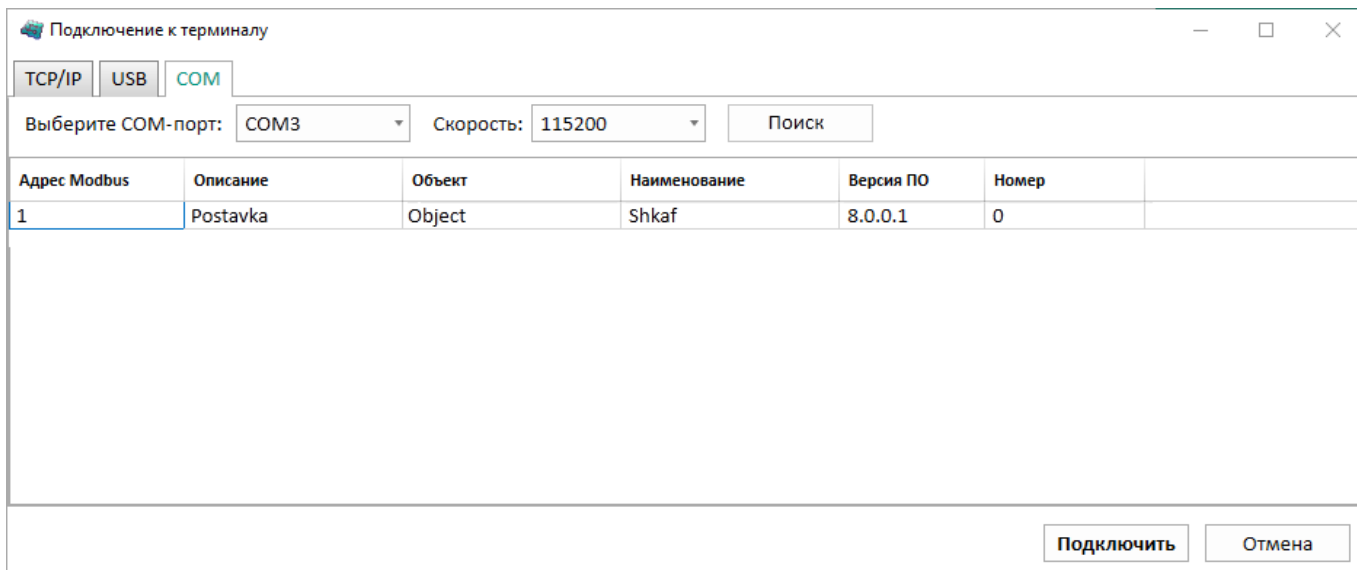 Подключение к терминалу
TCP/IP USB COM
Выберите COM-порт: COM3 Скорость: 115200 Поиск
Адрес Modbus Описание Объект Наименование Версия ПО Номер
1 Postavka Object Shkaf 8.0.0.1 0
Подключить Отмена